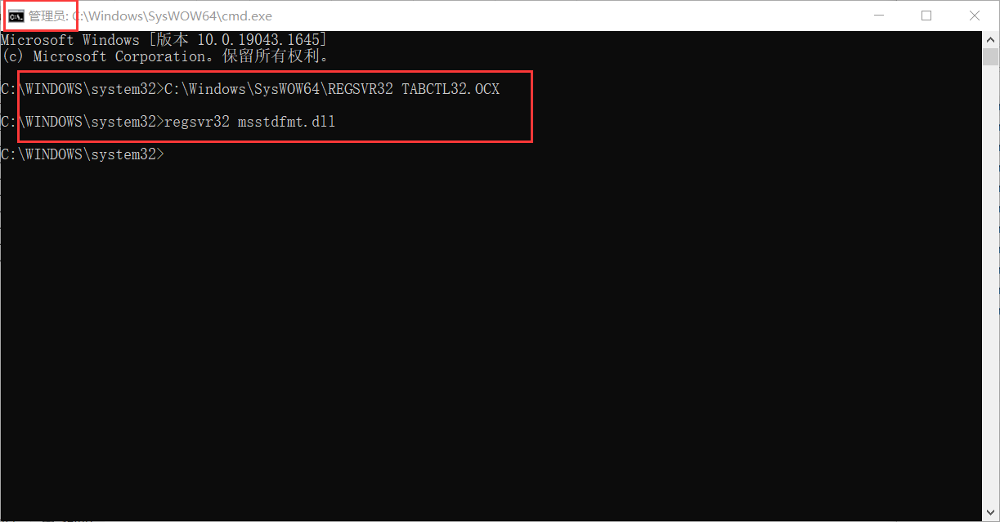 管理员: C:\Windows\SysWOW64\cmd.exe
Microsoft Windows [版本 10.0.19043.1645]
(c) Microsoft Corporation。保留所有权利。
C:\WINDOWS\system32>C:\Windows\SysWOW64\REGSVR32 TABCTL32.OCX
C:\WINDOWS\system32>regsvr32 msstdfmt.dll
C:\WINDOWS\system32>